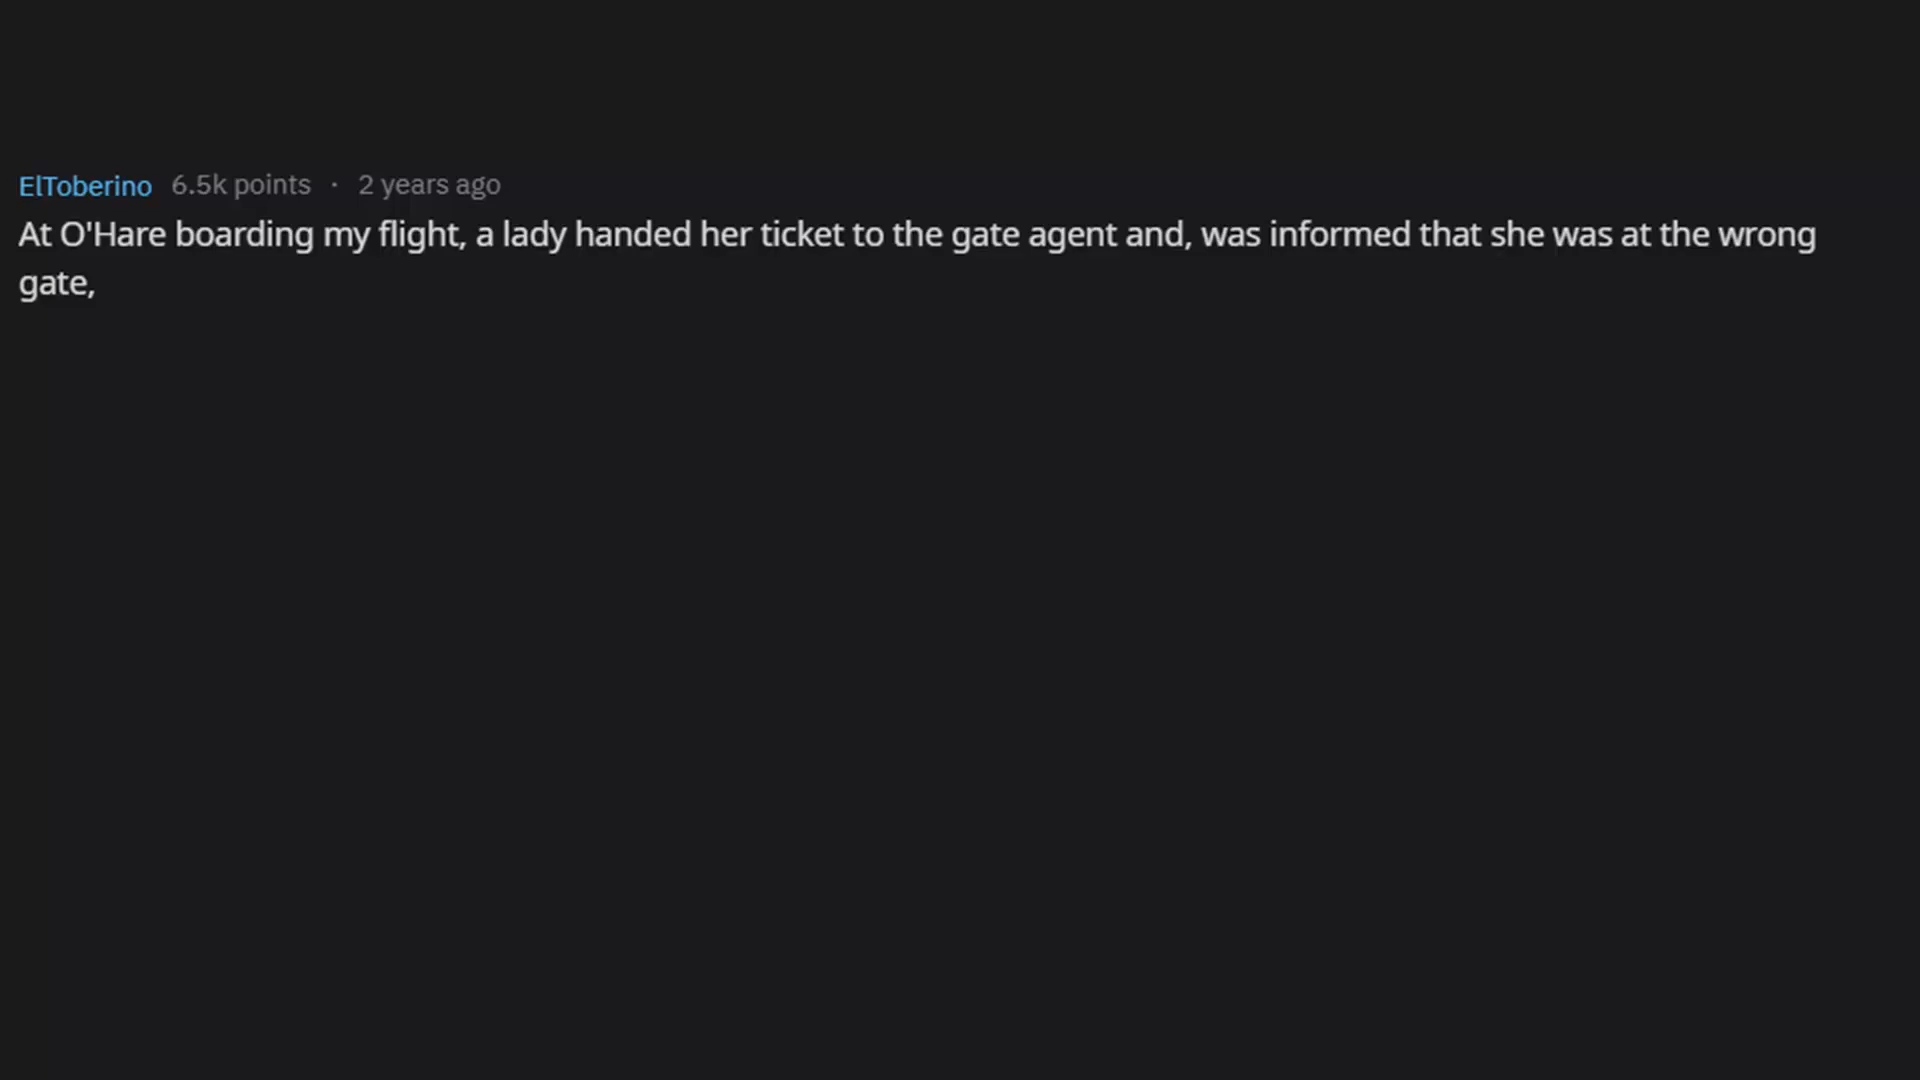 ElToberino 6.5k points · 2 years ago
At O'Hare boarding my flight, a lady handed her ticket to the gate agent and, was informed that she was at the wrong
gate,